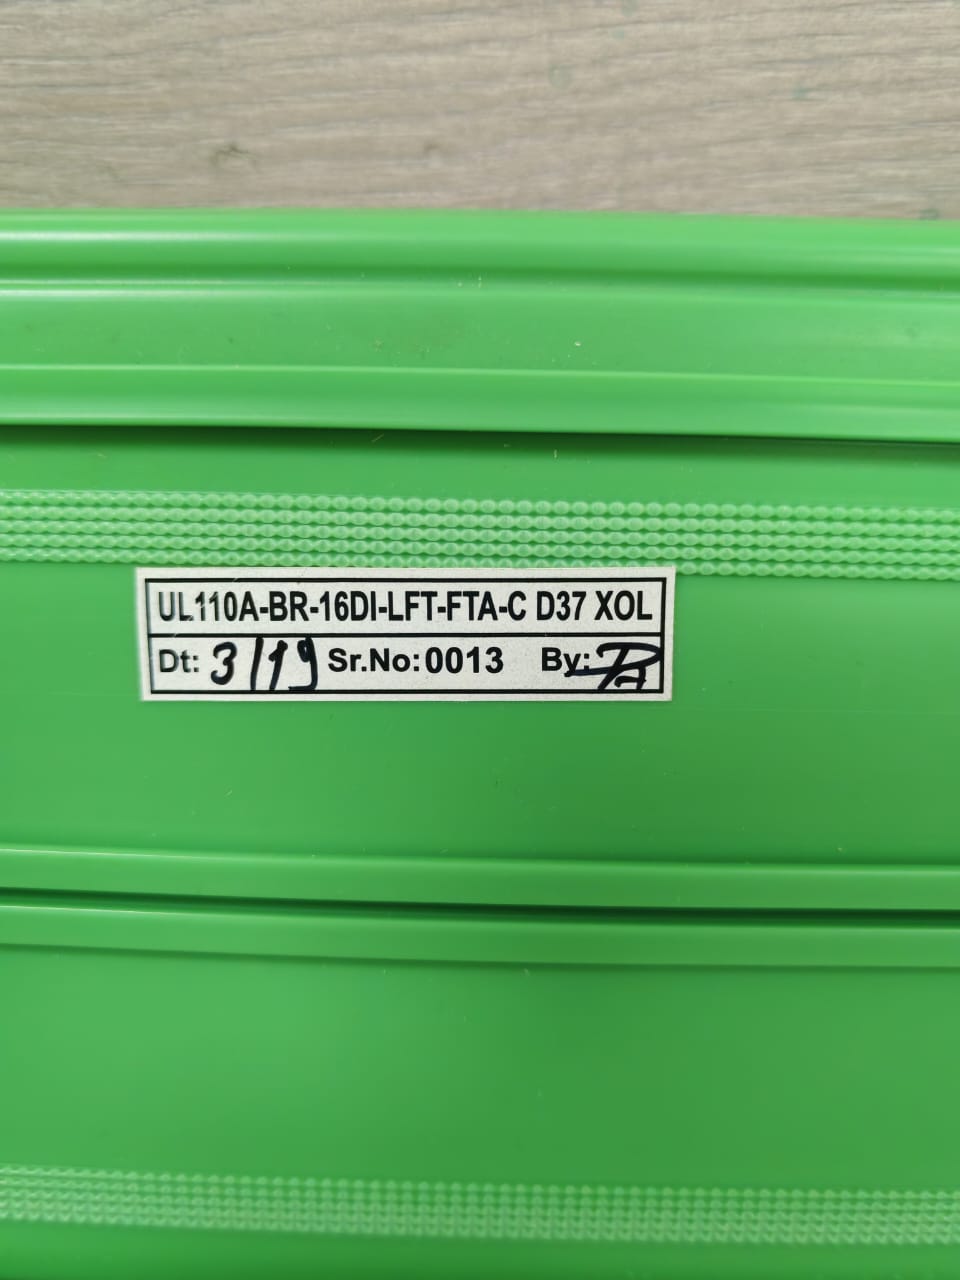 UL110A-BR-16DI-LFT-FTA-C D37 XOL
Dt: 3/19 Sr.No:0013 By: